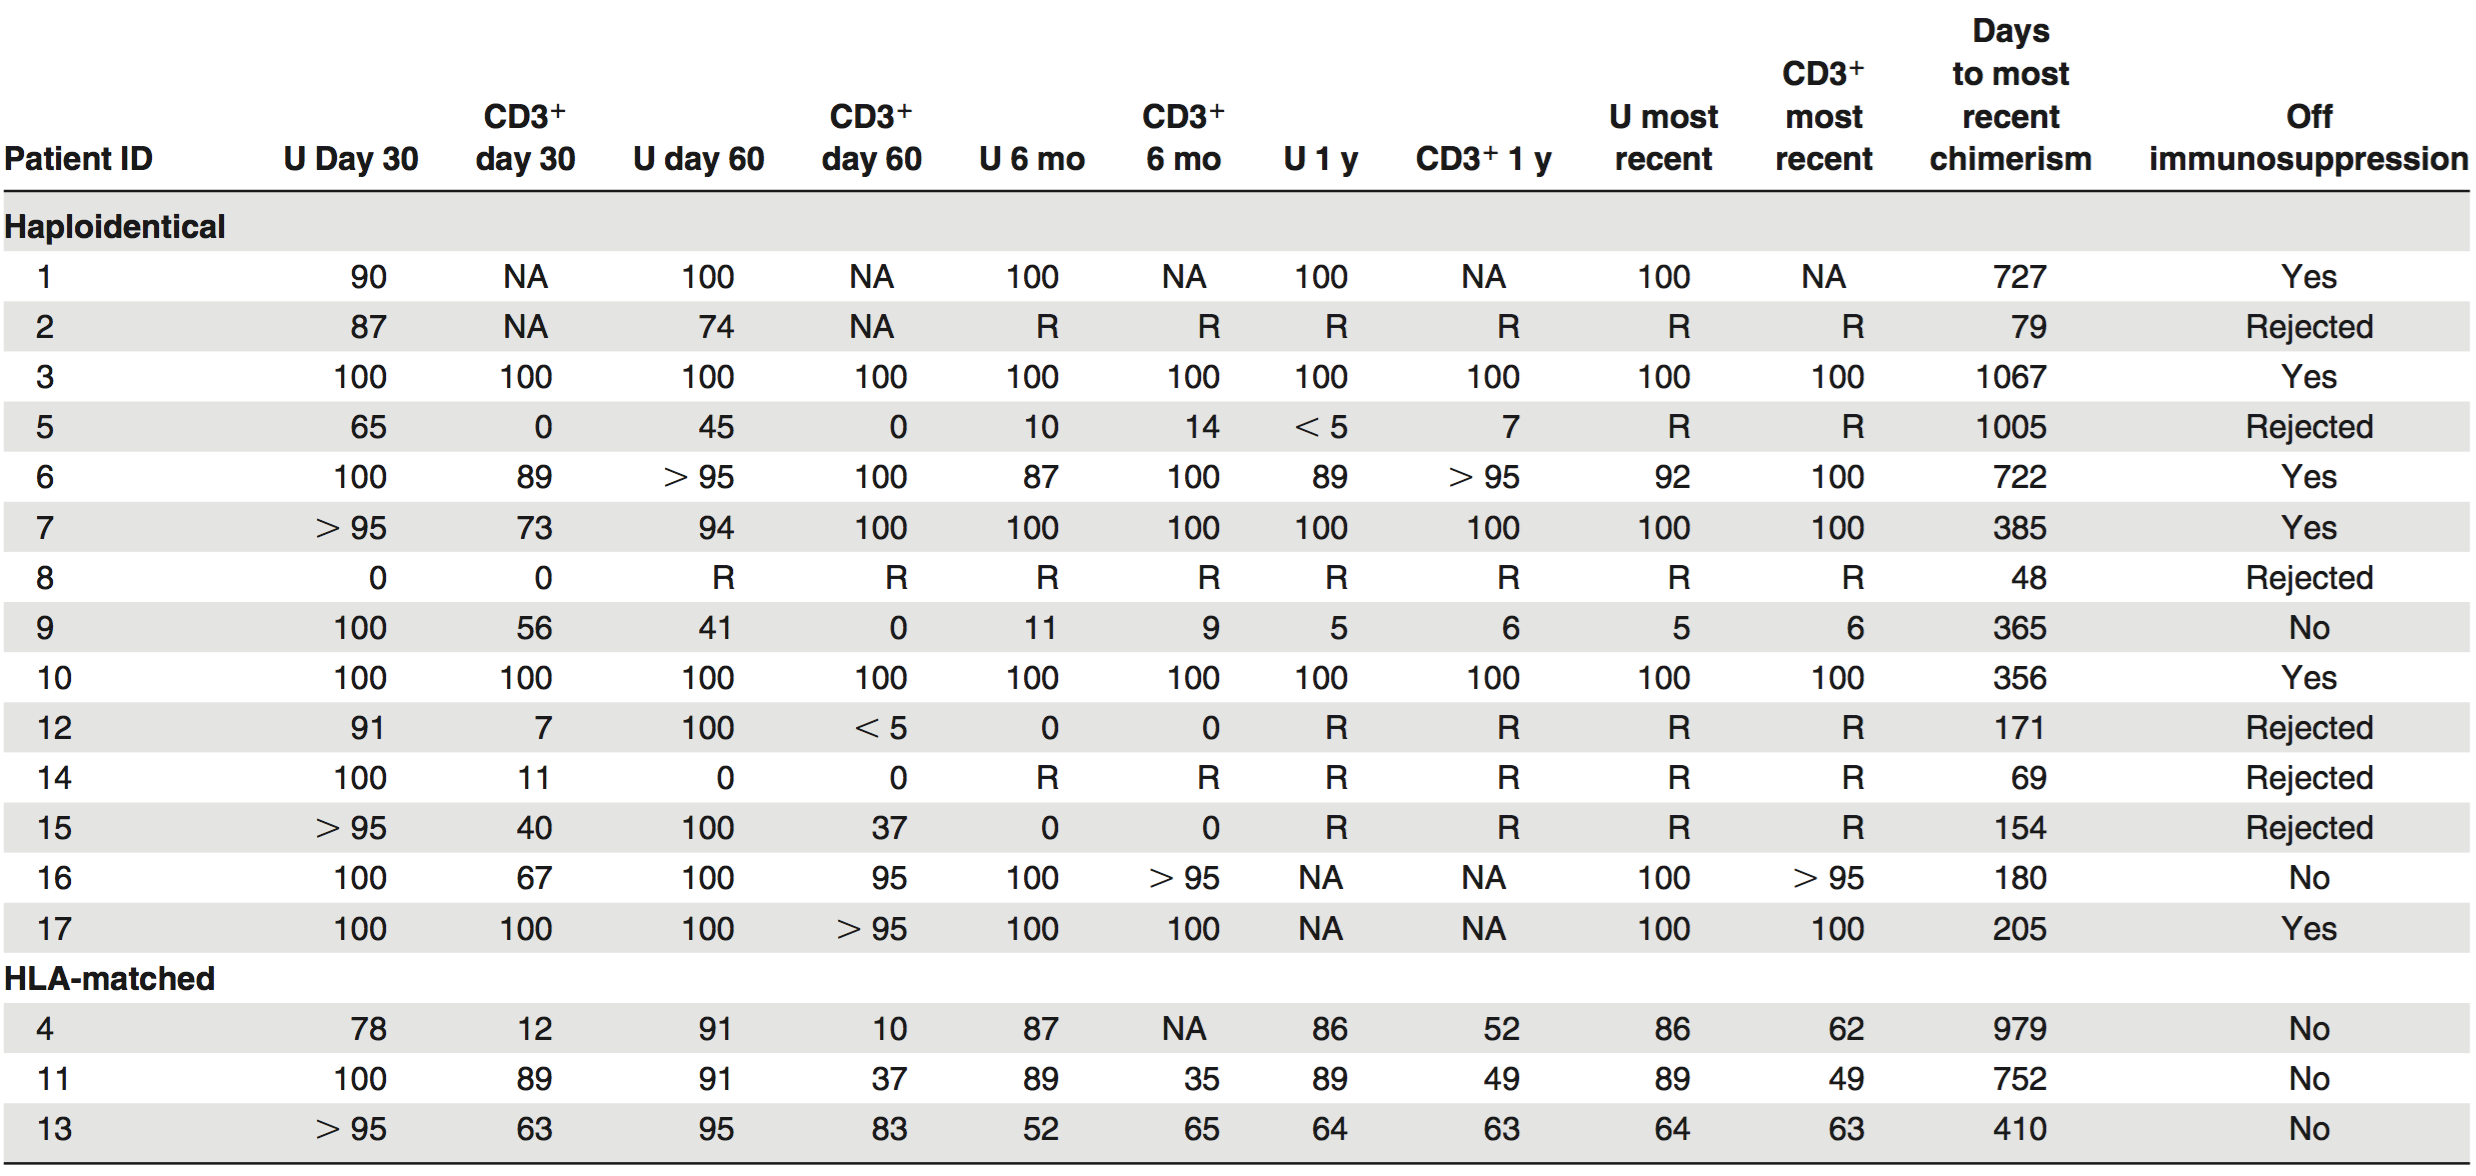 Patient ID U Day 30 CD3+ day 30 U day 60 CD3+ day 60 U 6 mo CD3+ 6 mo U 1 y CD3+ 1 y U most recent CD3+ most recent Days to most recent chimerism Off immunosuppression
Haploidentical
1 90 NA 100 NA 100 NA 100 NA 100 NA 727 Yes
2 87 NA 74 NA R R R R R R 79 Rejected
3 100 100 100 100 100 100 100 100 100 100 1067 Yes
5 65 0 45 0 10 14 < 5 7 R R 1005 Rejected
6 100 89 > 95 100 87 100 89 > 95 92 100 722 Yes
7 > 95 73 94 100 100 100 100 100 100 100 385 Yes
8 0 0 R R R R R R R R 48 Rejected
9 100 56 41 0 11 9 5 6 5 6 365 No
10 100 100 100 100 100 100 100 100 100 100 356 Yes
12 91 7 100 < 5 0 0 R R R R 171 Rejected
14 100 11 0 0 R R R R R R 69 Rejected
15 > 95 40 100 37 0 0 R R R R 154 Rejected
16 100 67 100 95 100 > 95 NA NA 100 > 95 180 No
17 100 100 100 > 95 100 100 NA NA 100 100 205 Yes
HLA-matched
4 78 12 91 10 87 NA 86 52 86 62 979 No
11 100 89 91 37 89 35 89 49 89 49 752 No
13 > 95 63 95 83 52 65 64 63 64 63 410 No